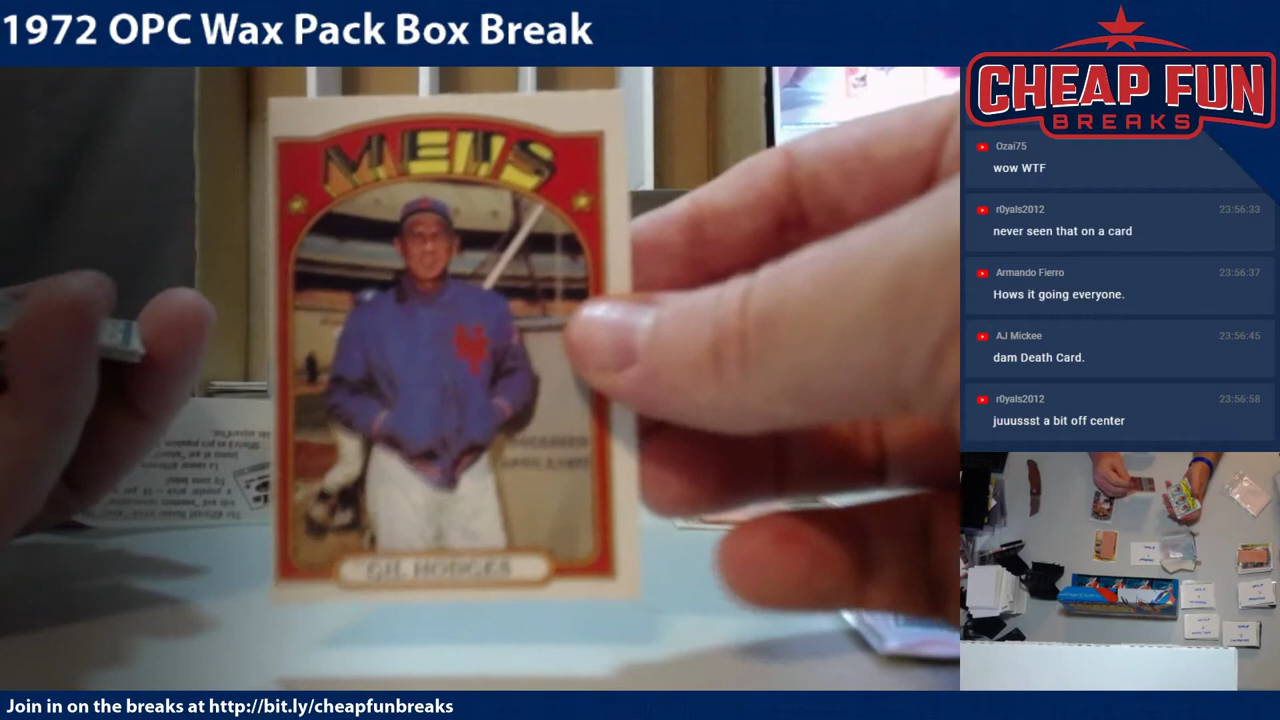 1972 OPC Wax Pack Box Break
CHEAP FUN
BREAKS
Ozai75
wow WTF
r0yals2012 23:56:33
never seen that on a card
Armando Fierro 23:56:37
Hows it going everyone.
AJ Mickee 23:56:45
dam Death Card.
r0yals2012 23:56:58
juuussst a bit off center
METS
GIL HODGES
Join in on the breaks at http://bit.ly/cheapfunbreaks